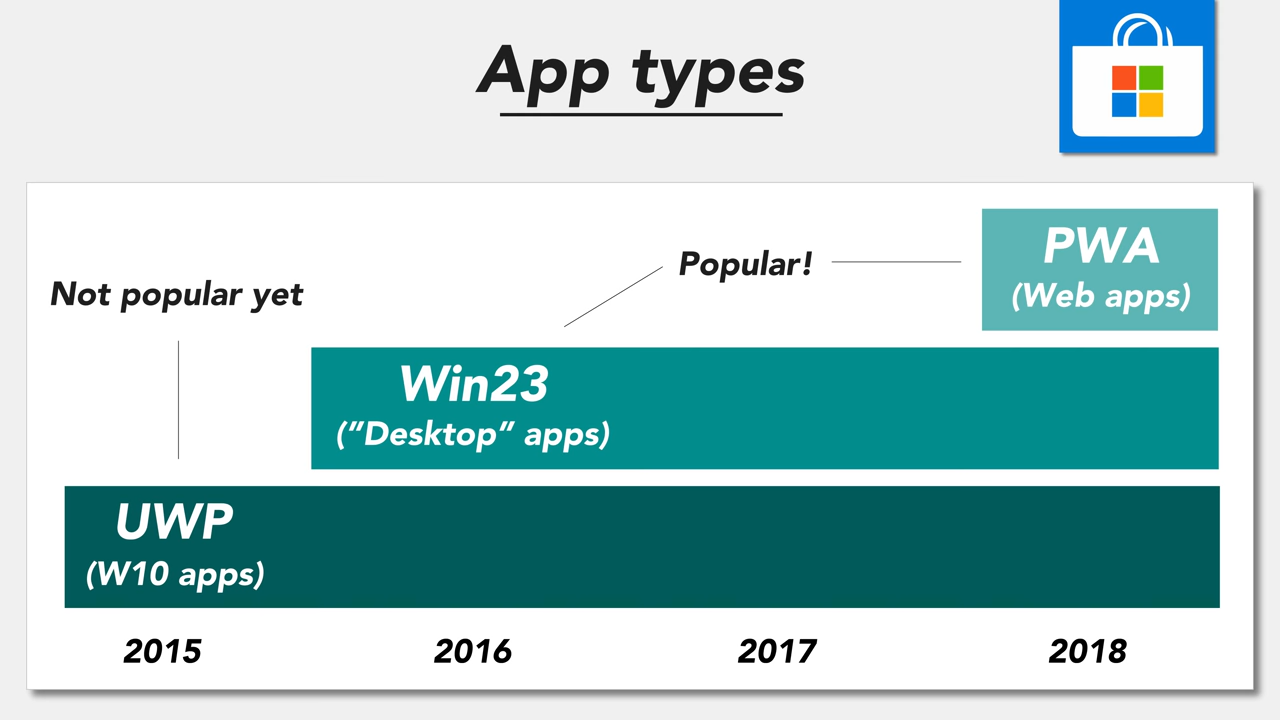 App types
Not popular yet
Popular!
PWA
(Web apps)
Win23
(”Desktop” apps)
UWP
(W10 apps)
2015
2016
2017
2018